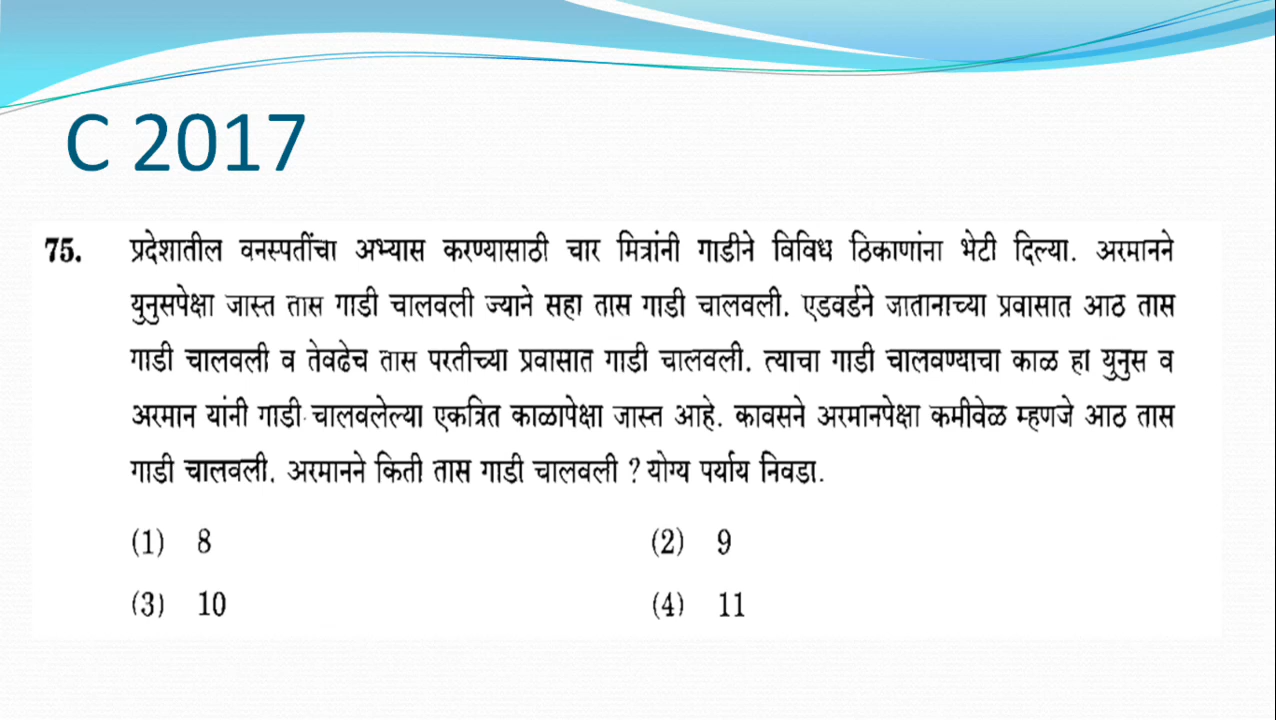 C 2017
75. प्रदेशातील वनस्पतींचा अभ्यास करण्यासाठी चार मित्रांनी गाडीने विविध ठिकाणांना भेटी दिल्या. अरमानने
युनुसपेक्षा जास्त तास गाडी चालवली ज्याने सहा तास गाडी चालवली. एडवर्डने जातानाच्या प्रवासात आठ तास
गाडी चालवली व तेवढेच तास परतीच्या प्रवासात गाडी चालवली. त्याचा गाडी चालवण्याचा काळ हा युनुस व
अरमान यांनी गाडी चालवलेल्या एकत्रित काळापेक्षा जास्त आहे. कावसने अरमानपेक्षा कमीवेळ म्हणजे आठ तास
गाडी चालवली. अरमानने किती तास गाडी चालवली ? योग्य पर्याय निवडा.
(1) 8 (2) 9
(3) 10 (4) 11